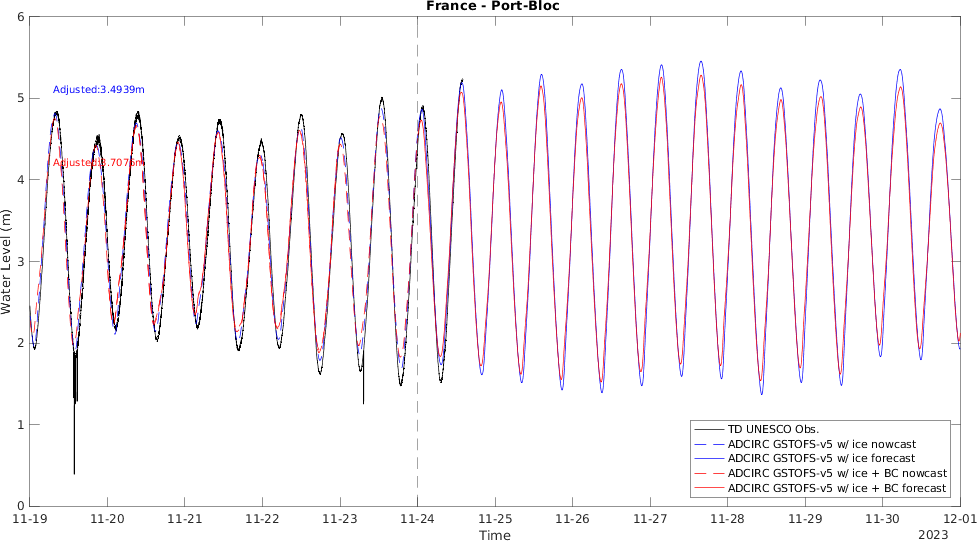 France - Port-Bloc
6
5
4
3
2
1
0
Water Level (m)
Adjusted:3.4939m
Adjusted:3.7076m
TD UNESCO Obs.
ADCIRC GSTOFS-v5 w/ ice nowcast
ADCIRC GSTOFS-v5 w/ ice forecast
ADCIRC GSTOFS-v5 w/ ice + BC nowcast
ADCIRC GSTOFS-v5 w/ ice + BC forecast
11-19 11-20 11-21 11-22 11-23 11-24 11-25 11-26 11-27 11-28 11-29 11-30 12-01
Time
2023